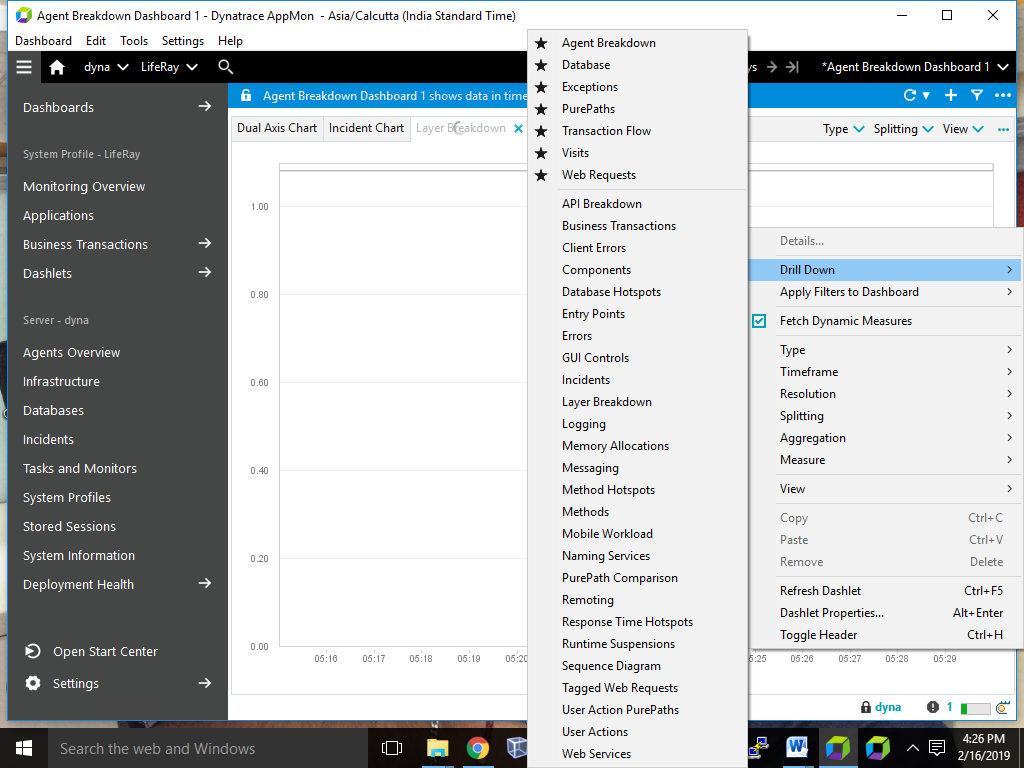 Agent Breakdown Dashboard 1 - Dynatrace AppMon - Asia/Calcutta (India Standard Time)
Dashboard Edit Tools Settings Help
dyna LifeRay
*Agent Breakdown Dashboard 1
Agent Breakdown Dashboard 1 shows data in time
Dashboards
System Profile - LifeRay
Monitoring Overview
Applications
Business Transactions
Dashlets
Server - dyna
Agents Overview
Infrastructure
Databases
Incidents
Tasks and Monitors
System Profiles
Stored Sessions
System Information
Deployment Health
Open Start Center
Settings
Dual Axis Chart Incident Chart Layer Breakdown
Type Splitting View
1.00
0.80
0.60
0.40
0.20
0.00
05:16 05:17 05:18 05:19 05:20
5:25 05:26 05:27 05:28 05:29
Agent Breakdown
Database
Exceptions
PurePaths
Transaction Flow
Visits
Web Requests
API Breakdown
Business Transactions
Client Errors
Components
Database Hotspots
Entry Points
Errors
GUI Controls
Incidents
Layer Breakdown
Logging
Memory Allocations
Messaging
Method Hotspots
Methods
Mobile Workload
Naming Services
PurePath Comparison
Remoting
Response Time Hotspots
Runtime Suspensions
Sequence Diagram
Tagged Web Requests
User Action PurePaths
User Actions
Web Services
Details...
Drill Down
Apply Filters to Dashboard
Fetch Dynamic Measures
Type
Timeframe
Resolution
Splitting
Aggregation
Measure
View
Copy Ctrl+C
Paste Ctrl+V
Remove Delete
Refresh Dashlet Ctrl+F5
Dashlet Properties... Alt+Enter
Toggle Header Ctrl+H
dyna 1
Search the web and Windows
4:26 PM
2/16/2019